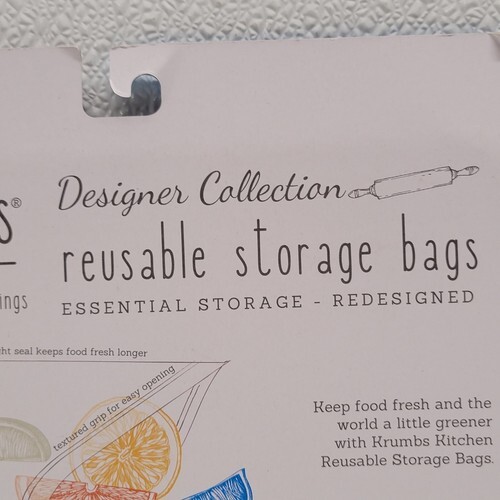 Designer Collection
reusable storage bags
ESSENTIAL STORAGE - REDESIGNED
seal keeps food fresh longer
textured grip for easy opening
Keep food fresh and the
world a little greener
with Krumbs Kitchen
Reusable Storage Bags.